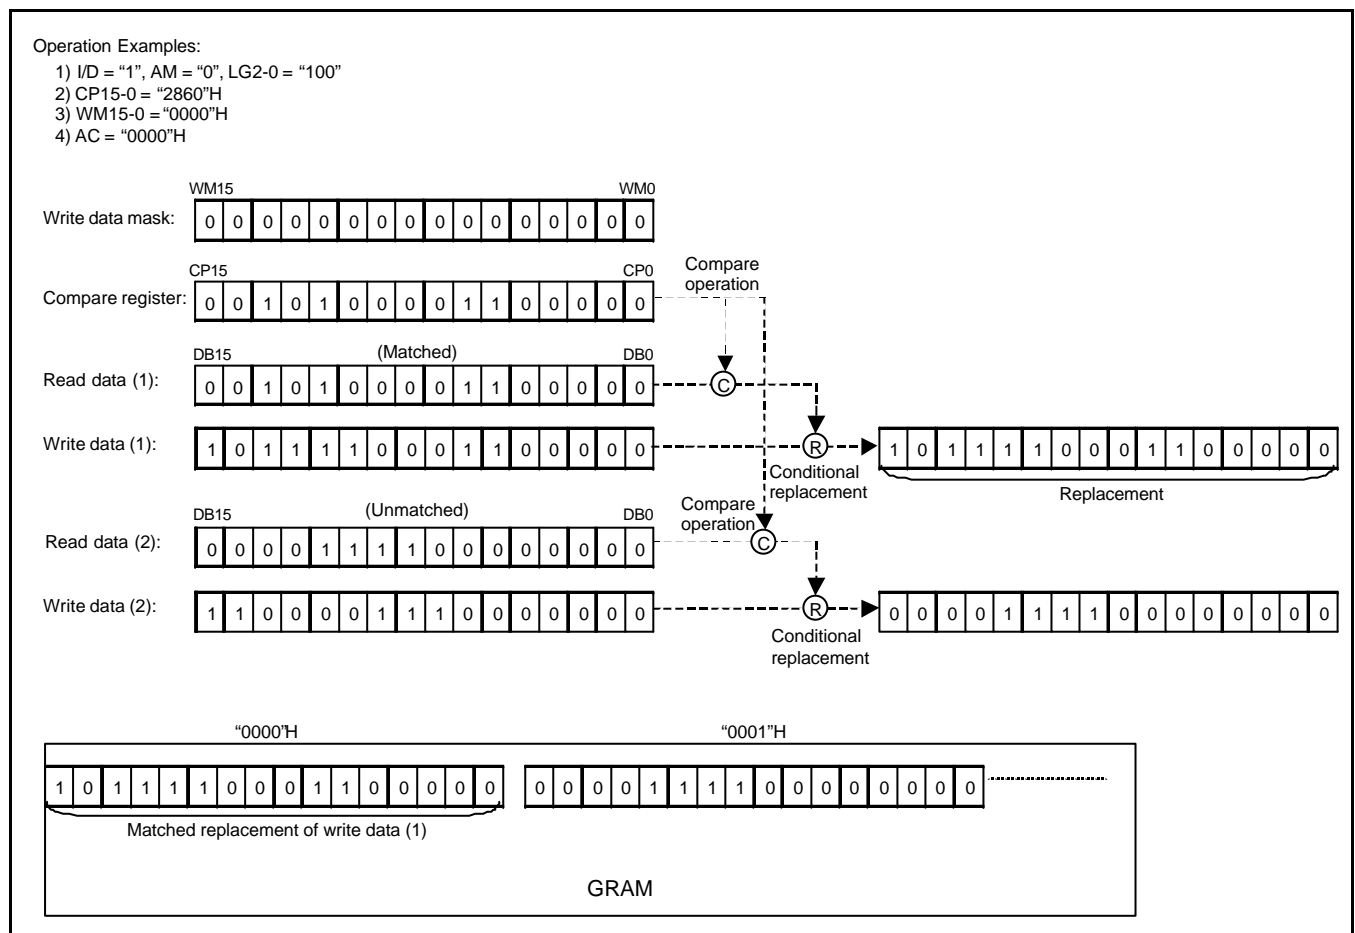 Operation Examples:
1) I/D = “1”, AM = “0”, LG2-0 = “100”
2) CP15-0 = “2860”H
3) WM15-0 = “0000”H
4) AC = “0000”H
WM15 WM0
Write data mask: 0 0 0 0 0 0 0 0 0 0 0 0 0 0 0 0
CP15 CP0 Compare
operation
Compare register: 0 0 1 0 1 0 0 0 0 1 1 0 0 0 0 0
DB15 (Matched) DB0
Read data (1): 0 0 1 0 1 0 0 0 0 1 1 0 0 0 0 0 C
Write data (1): 1 0 1 1 1 1 0 0 0 1 1 0 0 0 0 0 R 1 0 1 1 1 1 0 0 0 1 1 0 0 0 0 0
Conditional
replacement
Replacement
DB15 (Unmatched) DB0 Compare
operation
Read data (2): 0 0 0 0 1 1 1 1 0 0 0 0 0 0 0 0 C
Write data (2): 1 1 0 0 0 0 1 1 1 0 0 0 0 0 0 0 R 0 0 0 0 1 1 1 1 0 0 0 0 0 0 0 0
Conditional
replacement
“0000”H “0001”H
1 0 1 1 1 1 0 0 0 1 1 0 0 0 0 0 0 0 0 0 1 1 1 1 0 0 0 0 0 0 0 0
Matched replacement of write data (1)
GRAM